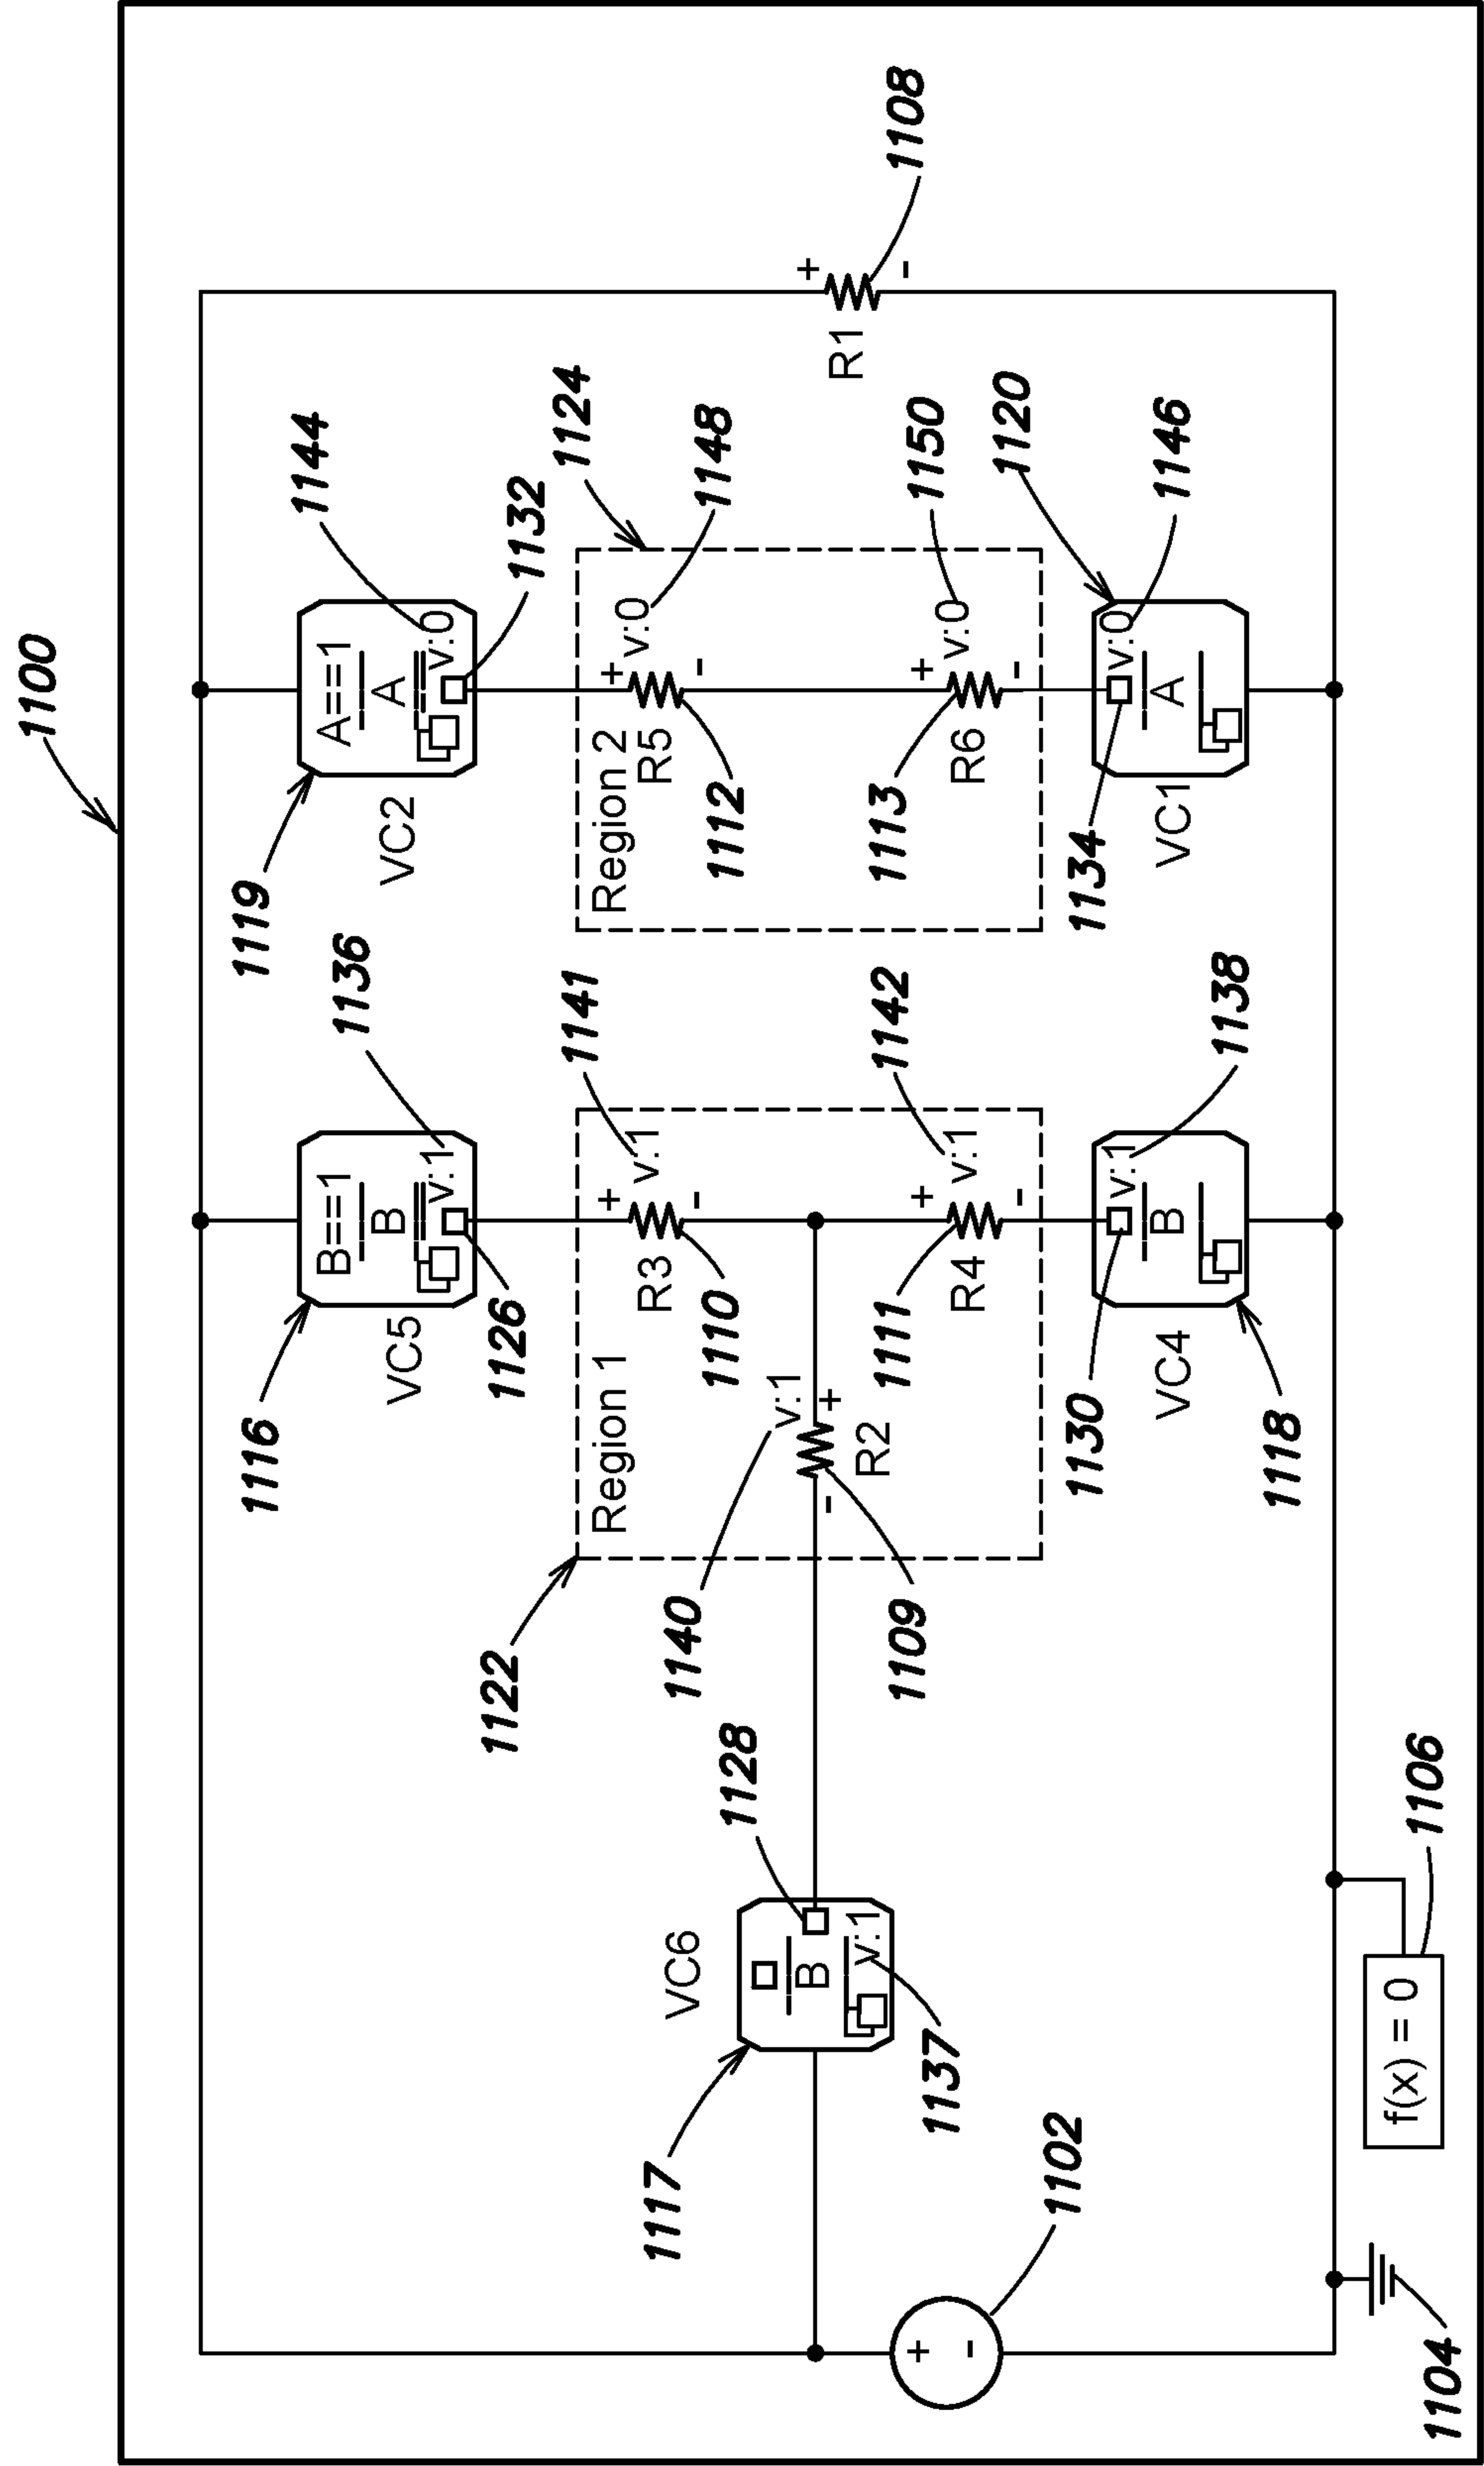 1100
1119
VC2
A==1
A
v:0
1144
1132
1116
VC5
B==1
B
v:1
1136
1126
1122
Region 1
R3
+
-
v:1
1141
1110
1140
v:1
+
-
R2
1109
R4
+
-
v:1
1142
1111
1124
Region 2
R5
+
-
v:0
1148
1112
R6
+
-
v:0
1150
1113
R1
+
-
1108
1117
VC6
B
v:1
1128
1137
1118
VC4
v:1
B
1130
1138
1120
VC1
v:0
A
1134
1146
1102
+
-
1104
f(x) = 0
1106